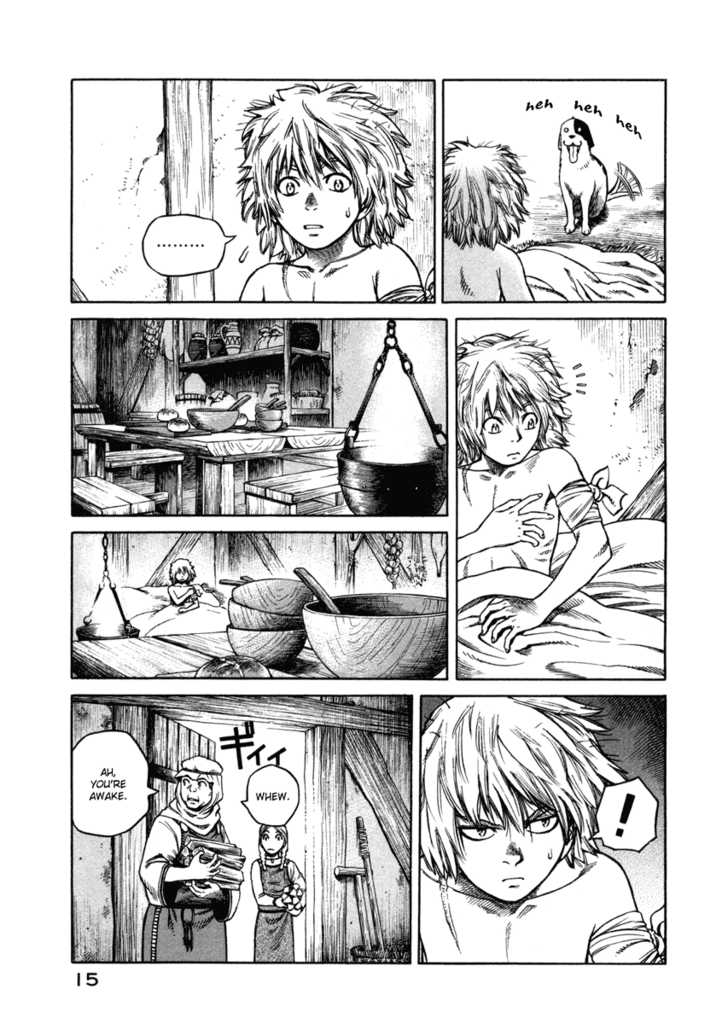 .........
heh heh heh
ギィイ
AH,
YOU'RE
AWAKE.
WHEW.
!
15